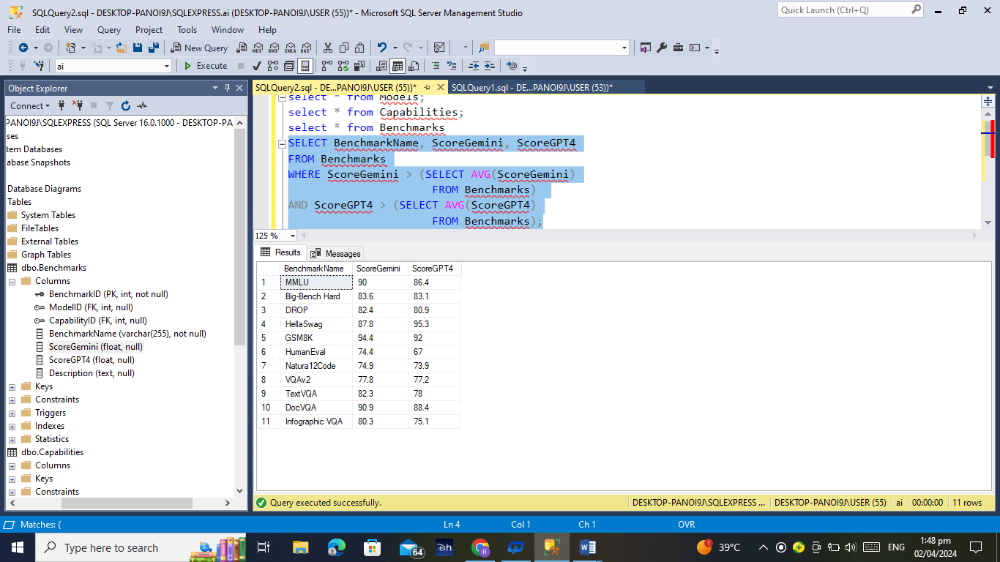 SQLQuery2.sql - DESKTOP-PANOI9J\SQLEXPRESS.ai (DESKTOP-PANOI9J\USER (55))* - Microsoft SQL Server Management Studio
Quick Launch (Ctrl+Q)
File Edit View Query Project Tools Window Help
New Query MDX DMX XMLA DAX
ai Execute
Object Explorer
Connect
PANOI9J\SQLEXPRESS (SQL Server 16.0.1000 - DESKTOP-PA
ses
tem Databases
abase Snapshots
Database Diagrams
Tables
System Tables
FileTables
External Tables
Graph Tables
dbo.Benchmarks
Columns
BenchmarkID (PK, int, not null)
ModelID (FK, int, null)
CapabilityID (FK, int, null)
BenchmarkName (varchar(255), not null)
ScoreGemini (float, null)
ScoreGPT4 (float, null)
Description (text, null)
Keys
Constraints
Triggers
Indexes
Statistics
dbo.Capabilities
Columns
Keys
Constraints
SQLQuery2.sql - DE...PANOI9J\USER (55))* SQLQuery1.sql - DE...PANOI9J\USER (53))*
select * from Models;
select * from Capabilities;
select * from Benchmarks
SELECT BenchmarkName, ScoreGemini, ScoreGPT4
FROM Benchmarks
WHERE ScoreGemini > (SELECT AVG(ScoreGemini)
FROM Benchmarks)
AND ScoreGPT4 > (SELECT AVG(ScoreGPT4)
FROM Benchmarks);
125 %
Results Messages
BenchmarkName ScoreGemini ScoreGPT4
1 MMLU 90 86.4
2 Big-Bench Hard 83.6 83.1
3 DROP 82.4 80.9
4 HellaSwag 87.8 95.3
5 GSM8K 94.4 92
6 HumanEval 74.4 67
7 Natura12Code 74.9 73.9
8 VQAv2 77.8 77.2
9 TextVQA 82.3 78
10 DocVQA 90.9 88.4
11 Infographic VQA 80.3 75.1
Query executed successfully. DESKTOP-PANOI9J\SQLEXPRESS ... DESKTOP-PANOI9J\USER (55) ai 00:00:00 11 rows
Matches: ( Ln 4 Col 1 Ch 1 OVR
Type here to search 64 1 39°C ENG 1:48 pm
02/04/2024